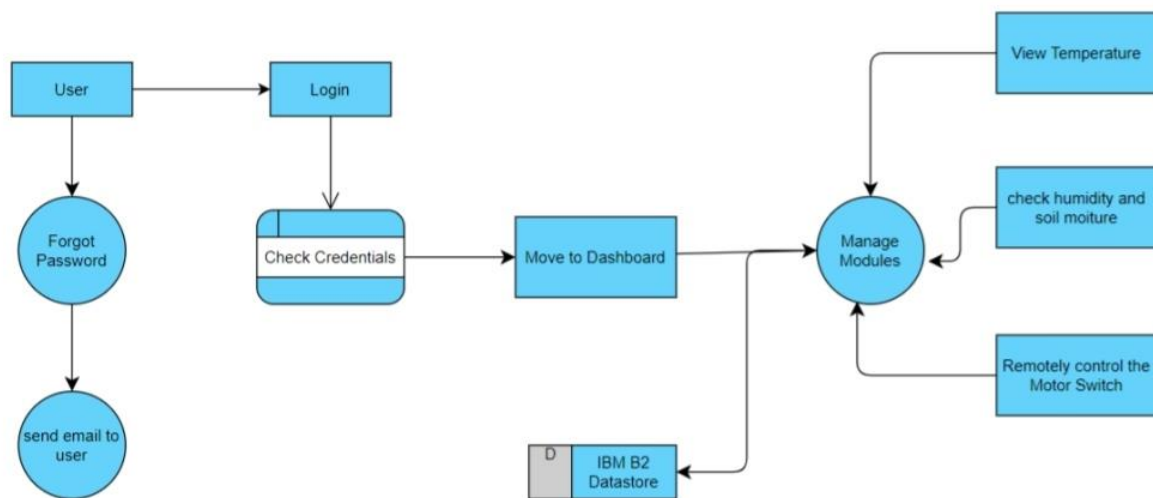 User
Login
View Temperature
Forgot
Password
Check Credentials
Move to Dashboard
Manage
Modules
check humidity and
soil moiture
Remotely control the
Motor Switch
send email to
user
D
IBM B2
Datastore